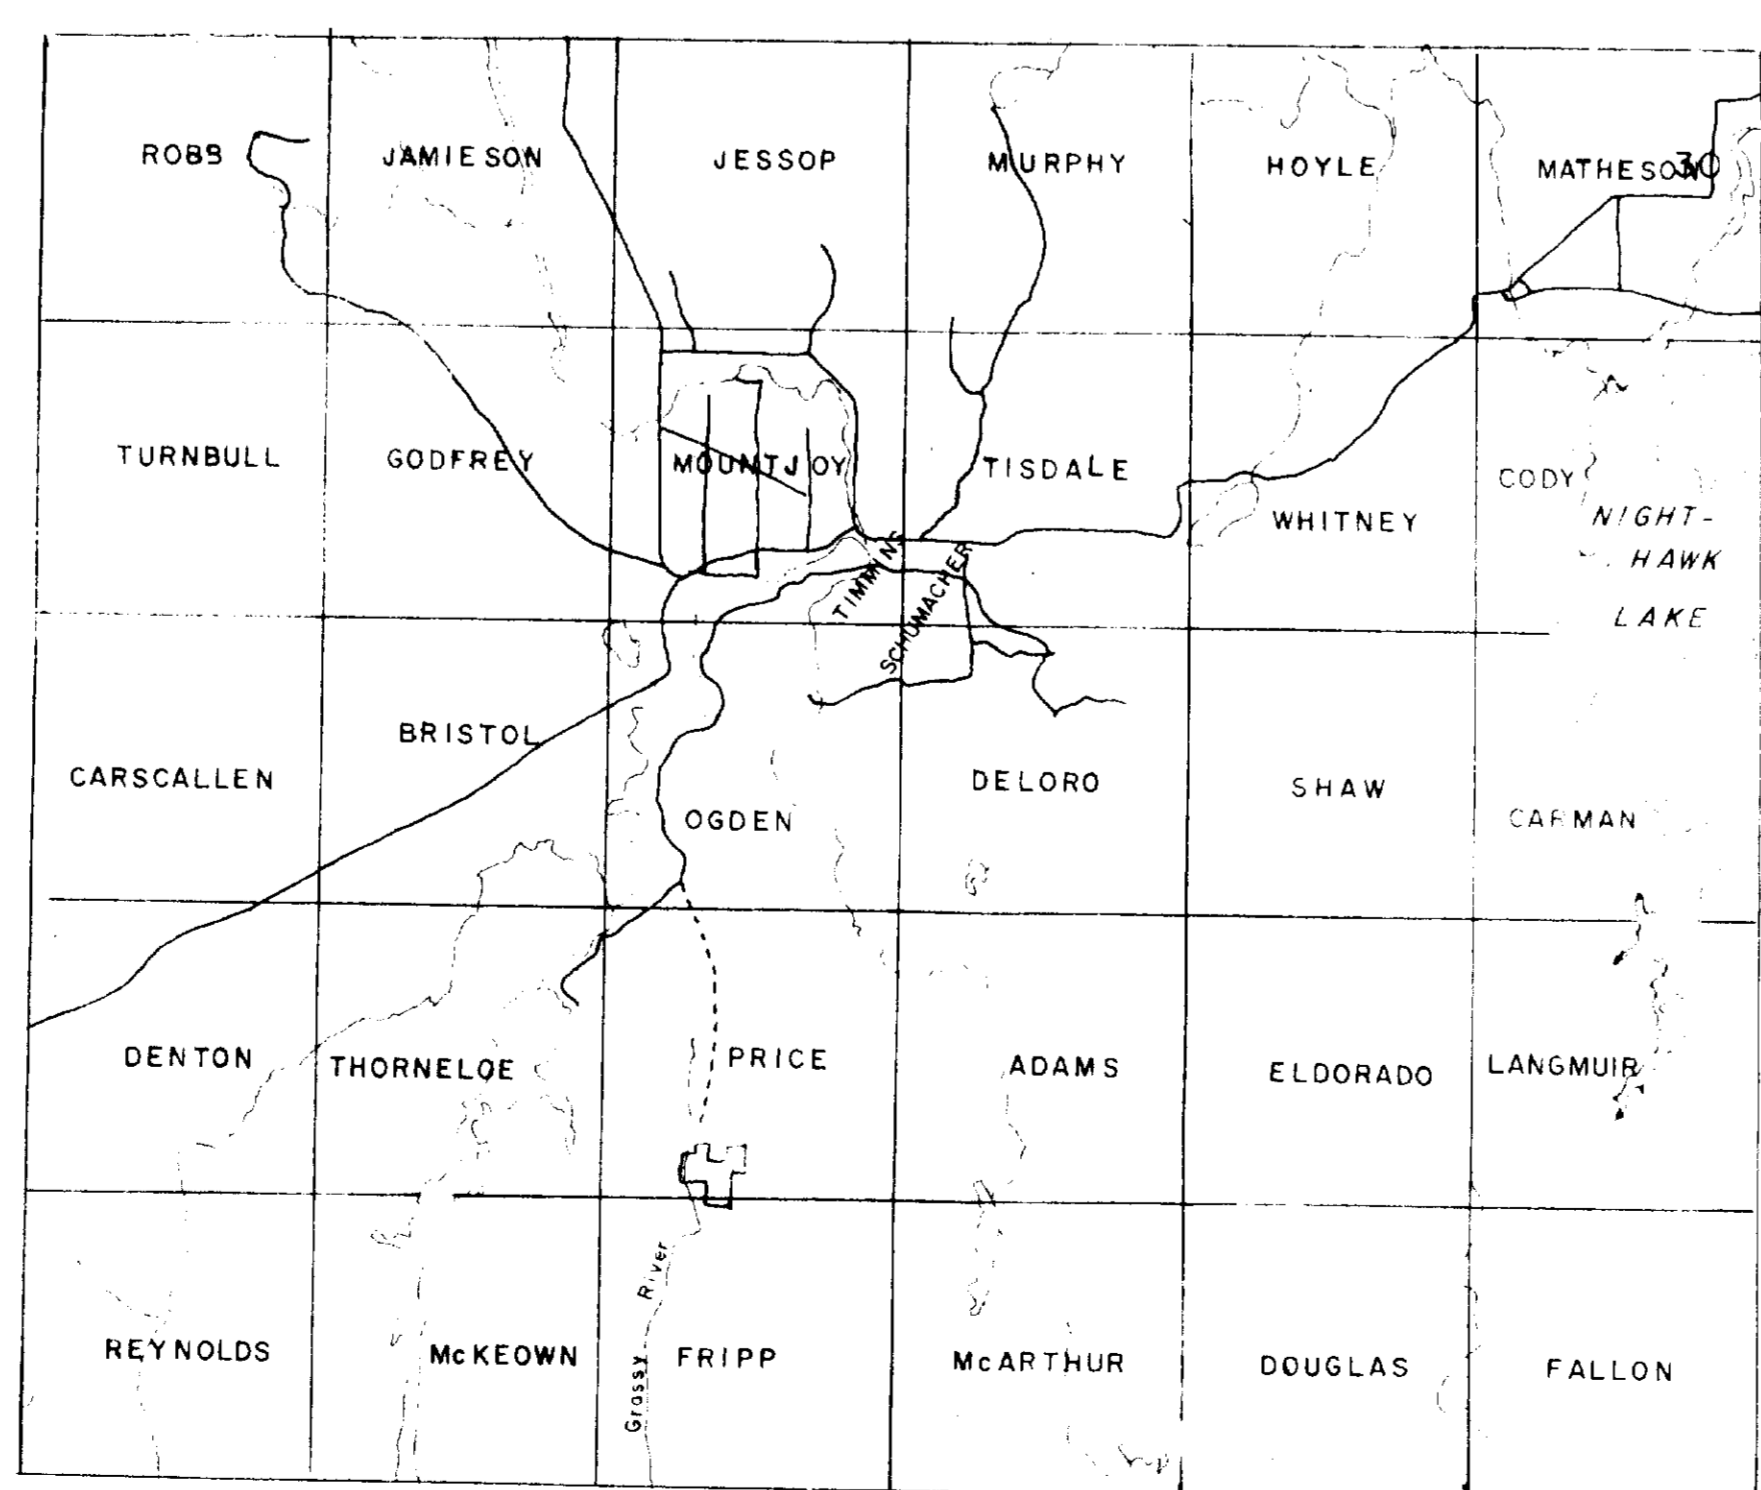 ROBB
JAMIESON
JESSOP
MURPHY
HOYLE
MATHESON
30
TURNBULL
GODFREY
MOUNTJOY
TISDALE
WHITNEY
CODY
NIGHT-
HAWK
LAKE
TIMMINS
SCHUMACHER
CARSCALLEN
BRISTOL
OGDEN
DELORO
SHAW
CARMAN
DENTON
THORNELOE
PRICE
ADAMS
ELDORADO
LANGMUIR
REYNOLDS
McKEOWN
Grassy River
FRIPP
McARTHUR
DOUGLAS
FALLON